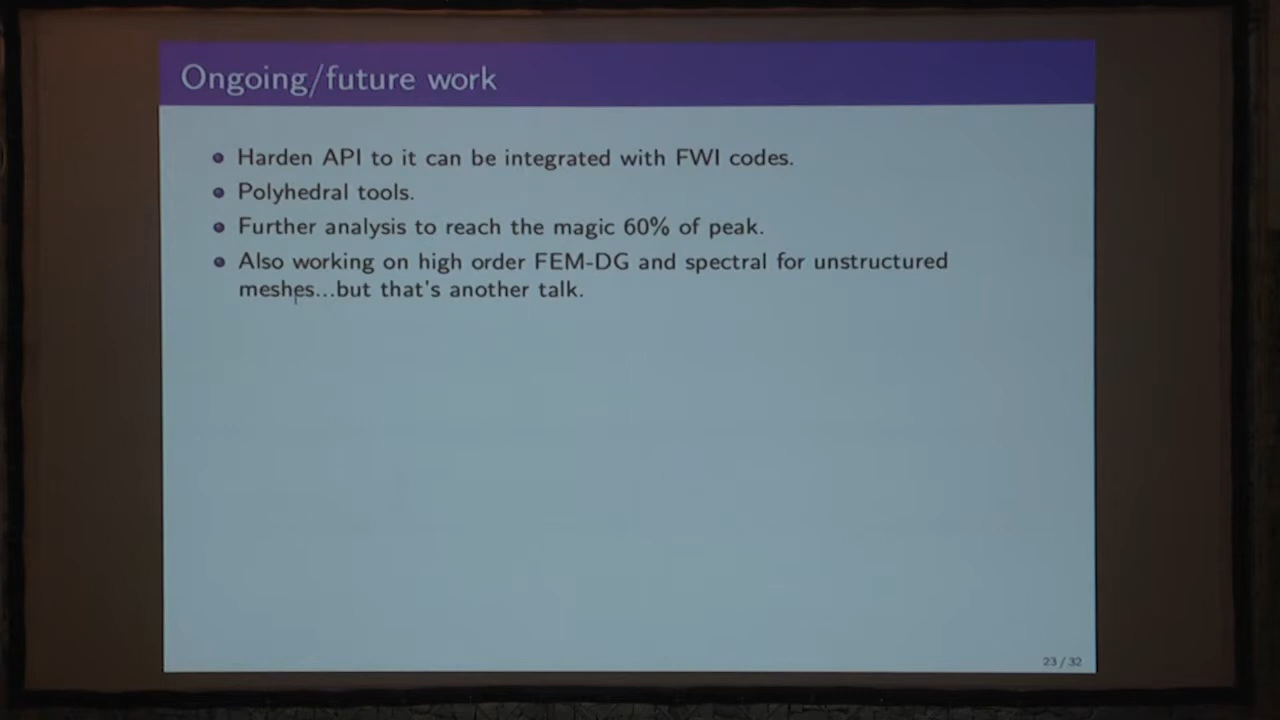 Ongoing/future work
Harden API to it can be integrated with FWI codes.
Polyhedral tools.
Further analysis to reach the magic 60% of peak.
Also working on high order FEM-DG and spectral for unstructured
meshes...but that's another talk.
23 / 32